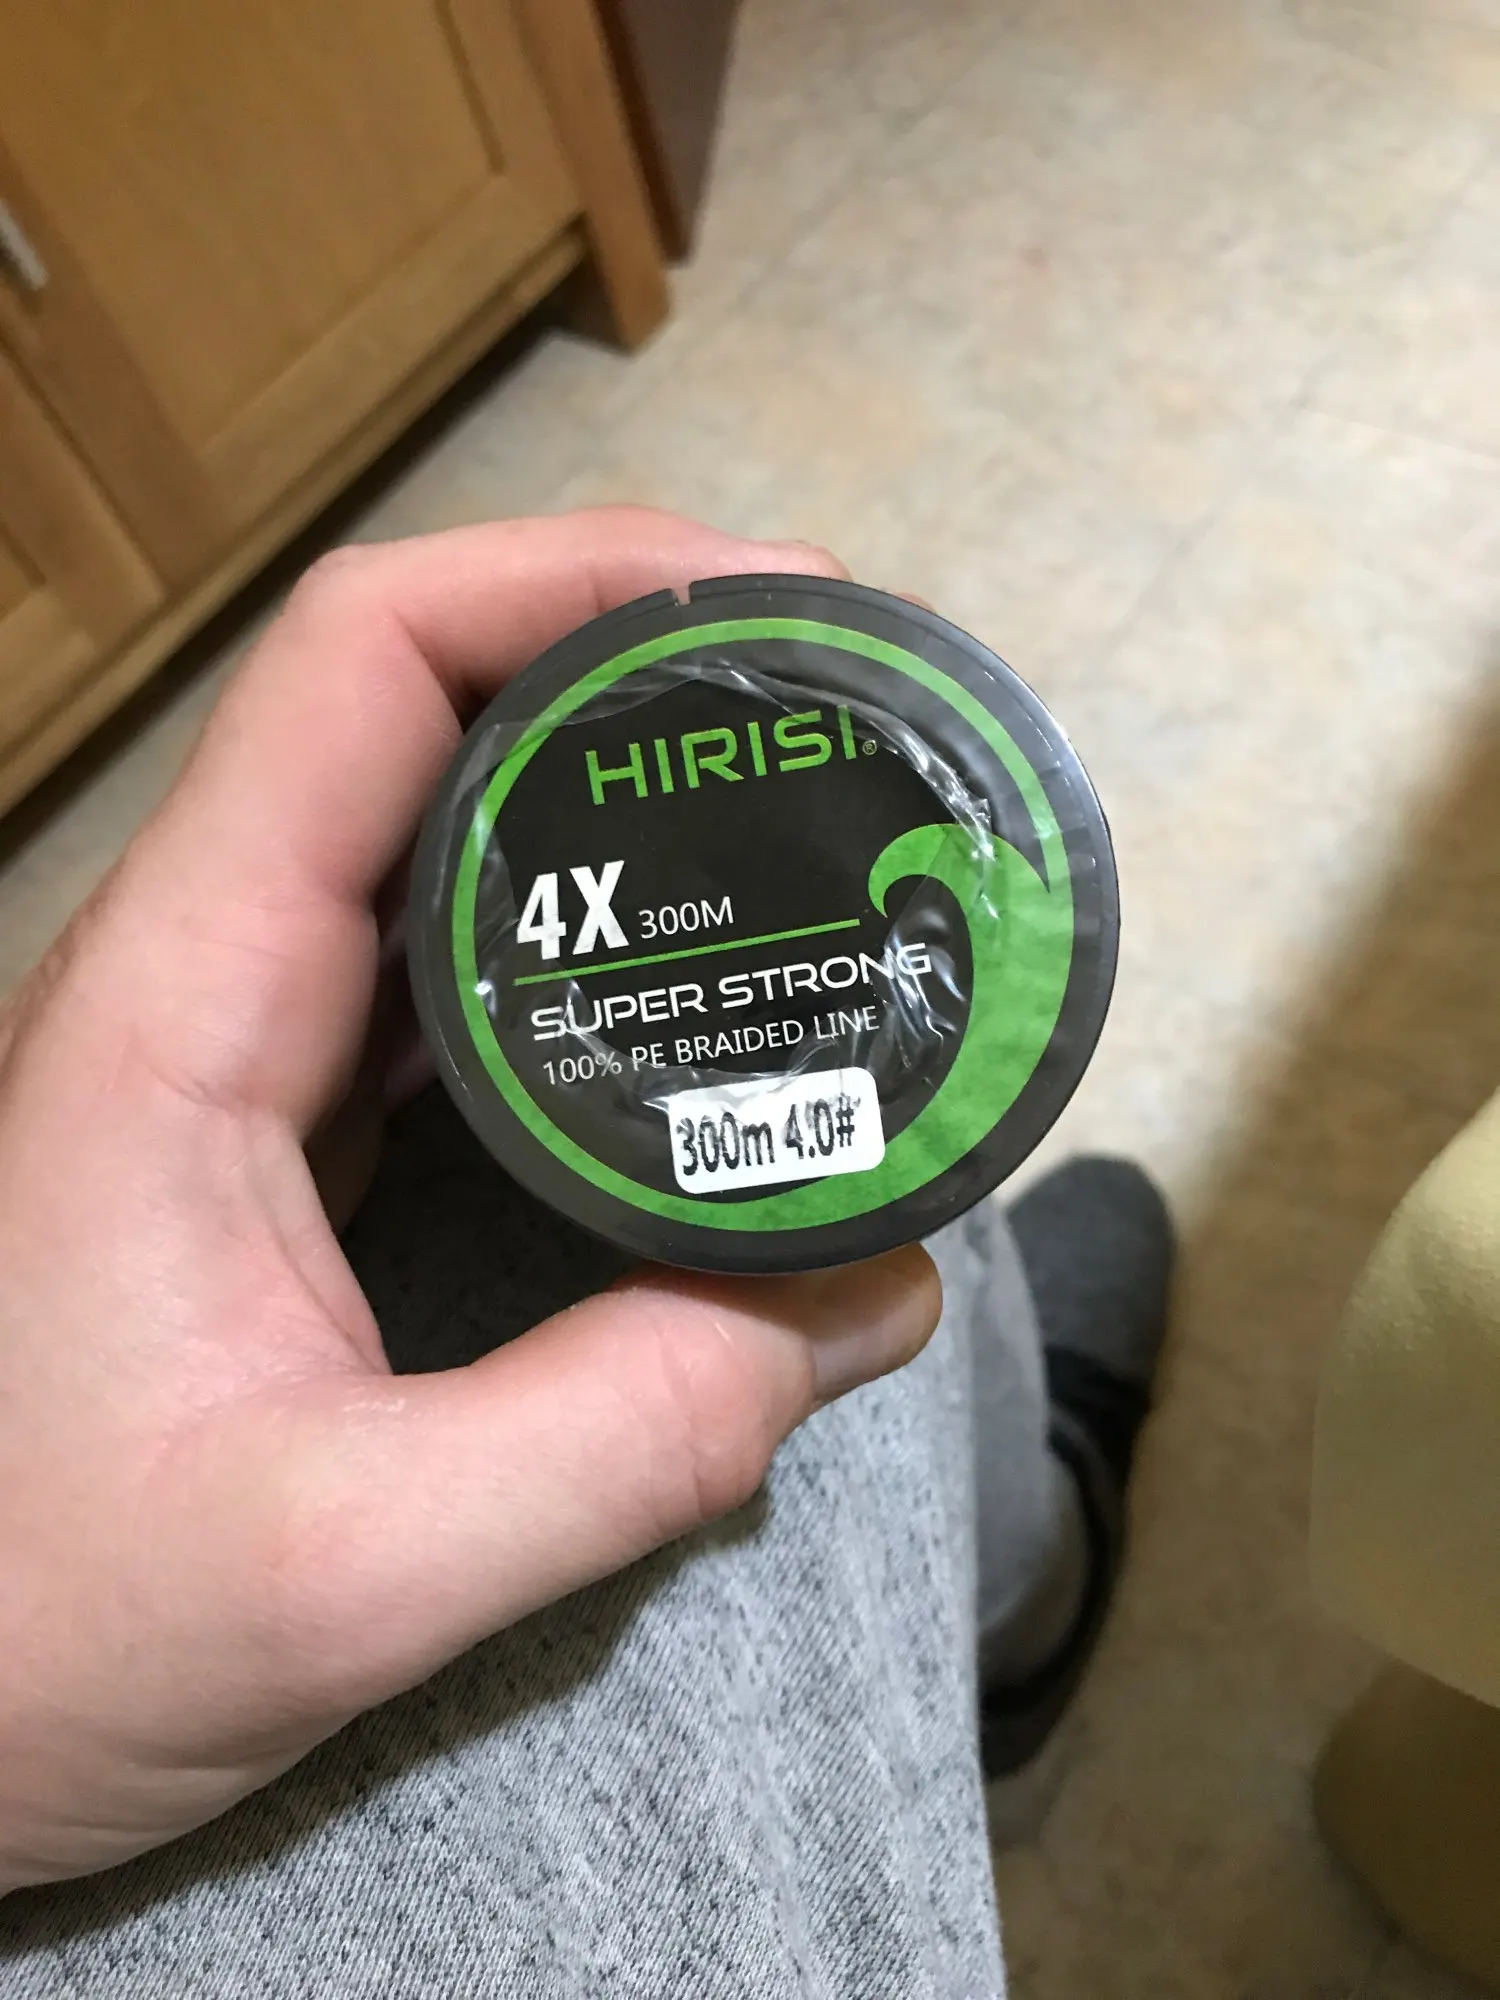 HIRISI®
4X 300M
SUPER STRONG
100% PE BRAIDED LINE
300m 4.0#